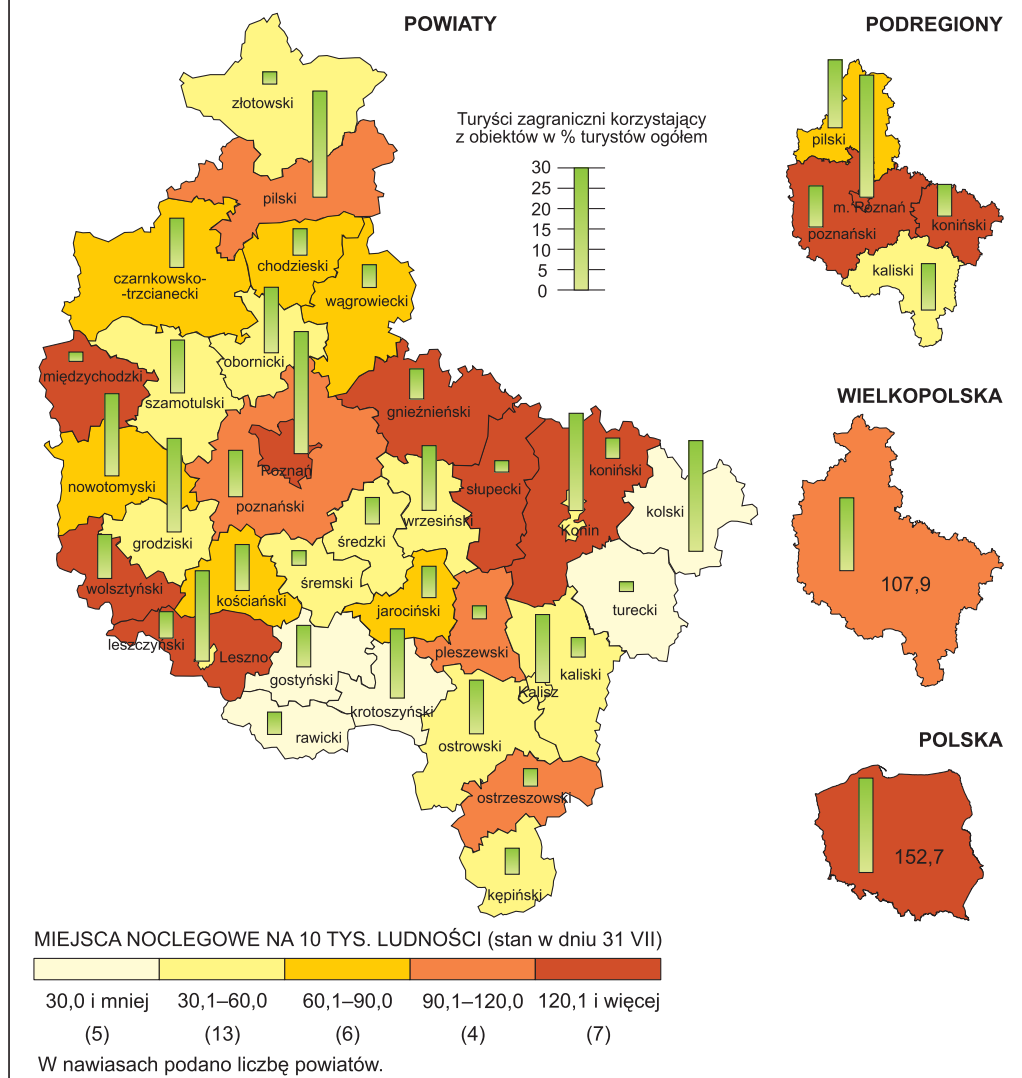 POWIATY
PODREGIONY
złotowski
Turyści zagraniczni korzystający
z obiektów w % turystów ogółem
30
25
20
15
10
5
0
pilski
m. Poznań
poznański
koniński
kaliski
pilski
czarnkowsko-
-trzcianecki
chodzieski
wągrowiecki
obornicki
międzychodzki
szamotulski
gnieźnieński
WIELKOPOLSKA
107,9
nowotomyski
Poznań
poznański
słupecki
koniński
Konin
kolski
wrzesiński
grodziski
średzki
wolsztyński
kościański
śremski
jarociński
turecki
leszczyński
Leszno
gostyński
pleszewski
kaliski
Kalisz
krotoszyński
rawicki
ostrowski
ostrzeszowski
kępiński
POLSKA
152,7
MIEJSCA NOCLEGOWE NA 10 TYS. LUDNOŚCI (stan w dniu 31 VII)
30,0 i mniej 30,1–60,0 60,1–90,0 90,1–120,0 120,1 i więcej
(5) (13) (6) (4) (7)
W nawiasach podano liczbę powiatów.